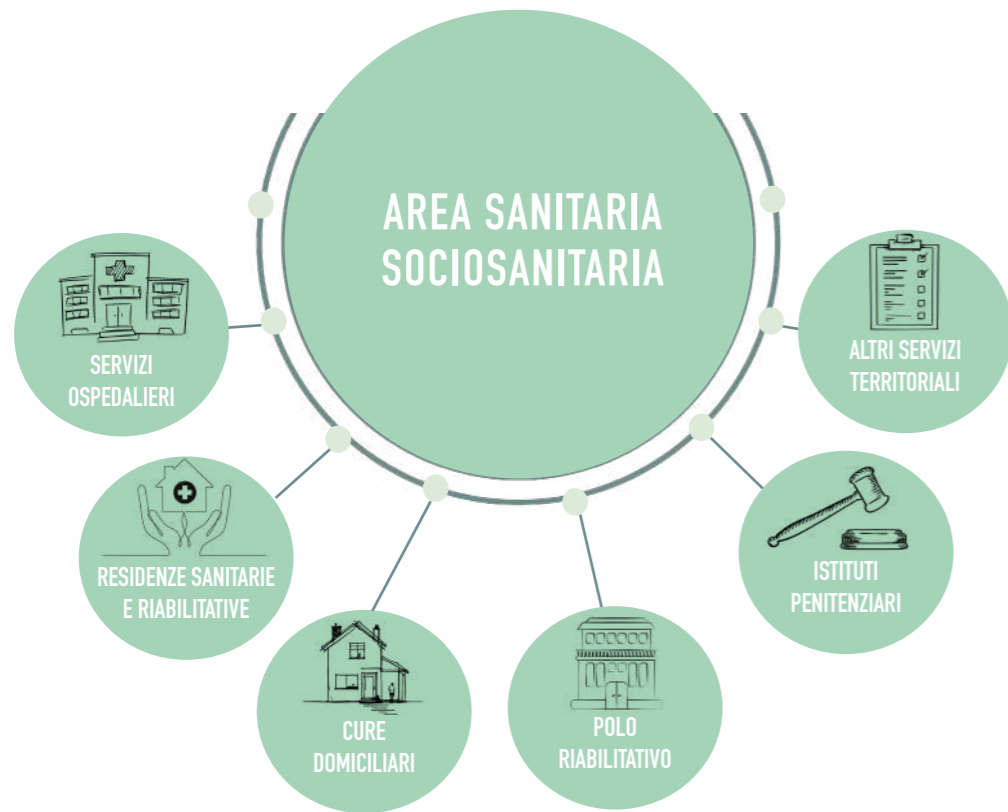 AREA SANITARIA
SOCIOSANITARIA
SERVIZI
OSPEDALIERI
RESIDENZE SANITARIE
E RIABILITATIVE
CURE
DOMICILIARI
POLO
RIABILITATIVO
ISTITUTI
PENITENZIARI
ALTRI SERVIZI
TERRITORIALI